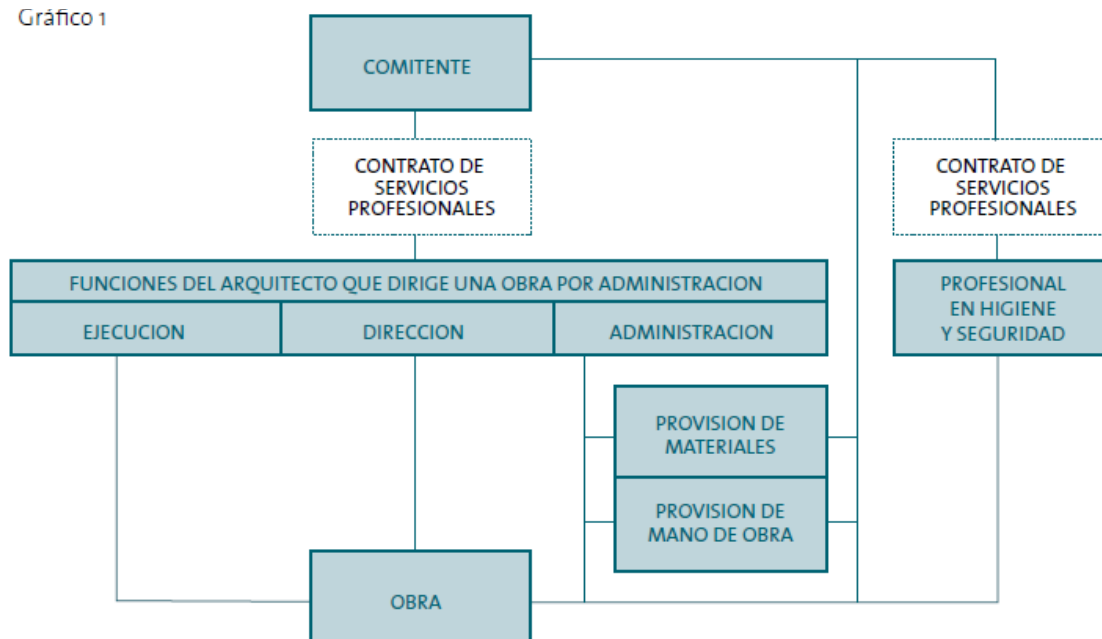 Gráfico 1
COMITENTE
CONTRATO DE
SERVICIOS
PROFESIONALES
CONTRATO DE
SERVICIOS
PROFESIONALES
FUNCIONES DEL ARQUITECTO QUE DIRIGE UNA OBRA POR ADMINISTRACION
EJECUCION
DIRECCION
ADMINISTRACION
PROFESIONAL
EN HIGIENE
Y SEGURIDAD
PROVISION DE
MATERIALES
PROVISION DE
MANO DE OBRA
OBRA